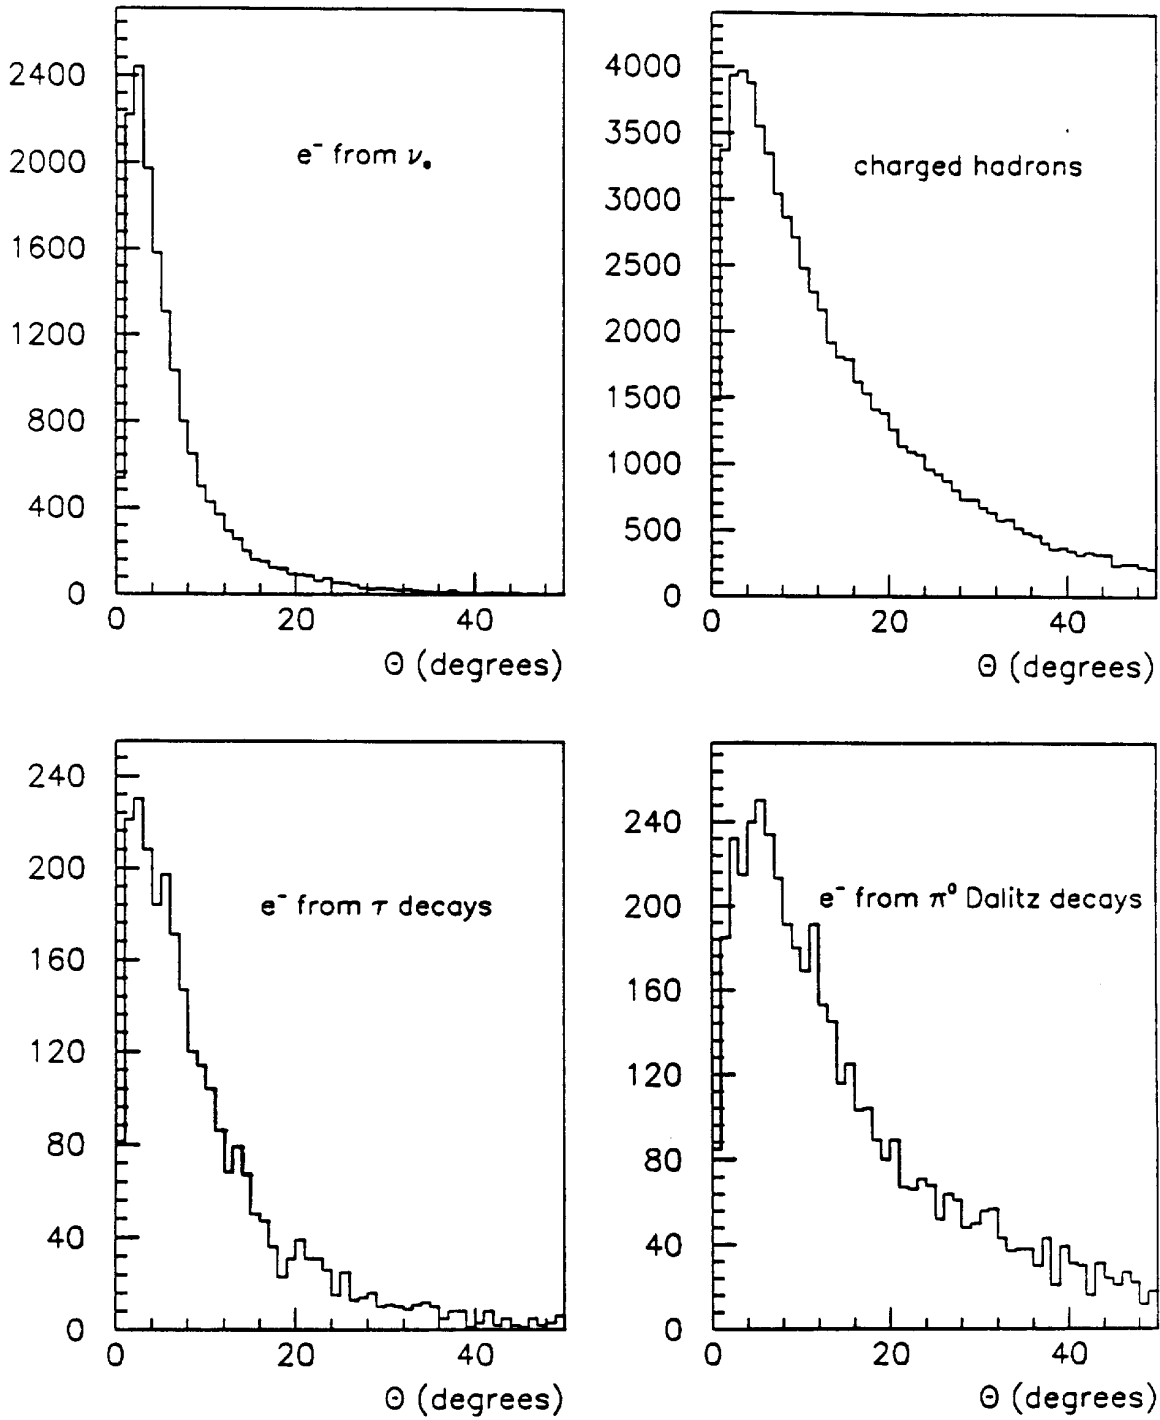 2400
2000
1600
1200
800
400
0
e⁻ from νₑ
0 20 40
Θ (degrees)
4000
3500
3000
2500
2000
1500
1000
500
0
charged hadrons
0 20 40
Θ (degrees)
240
200
160
120
80
40
0
e⁻ from τ decays
0 20 40
Θ (degrees)
240
200
160
120
80
40
0
e⁻ from π⁰ Dalitz decays
0 20 40
Θ (degrees)